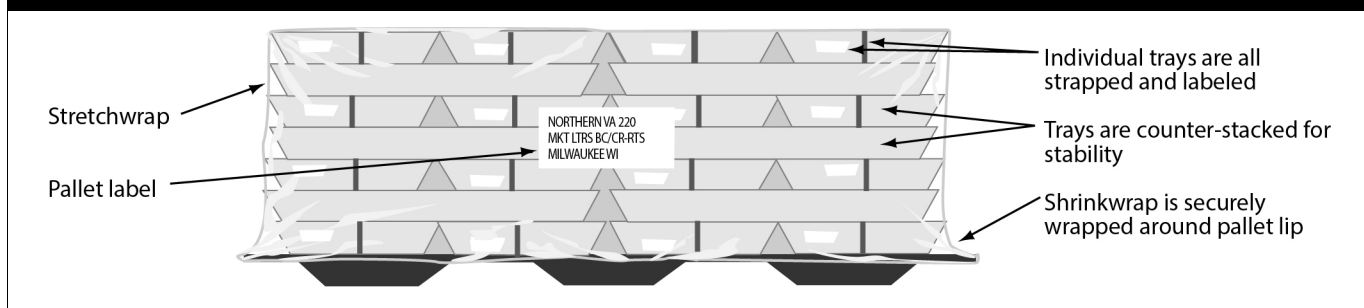 Stretchwrap
Pallet label
NORTHERN VA 220
MKT LTRS BC/CR-RTS
MILWAUKEE WI
Individual trays are all
strapped and labeled
Trays are counter-stacked for
stability
Shrinkwrap is securely
wrapped around pallet lip